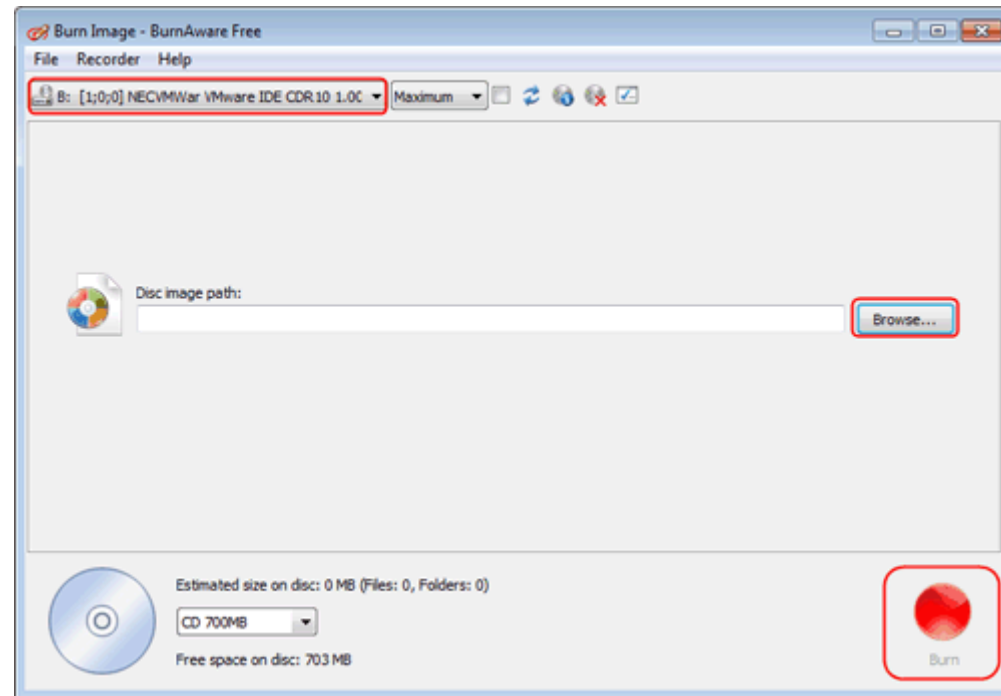 Burn Image - BurnAware Free
File Recorder Help
B: [1;0;0] NECVMWar VMware IDE CDR10 1.00 Maximum
Disc image path:
Browse...
Estimated size on disc: 0 MB (Files: 0, Folders: 0)
CD 700MB
Free space on disc: 703 MB
Burn